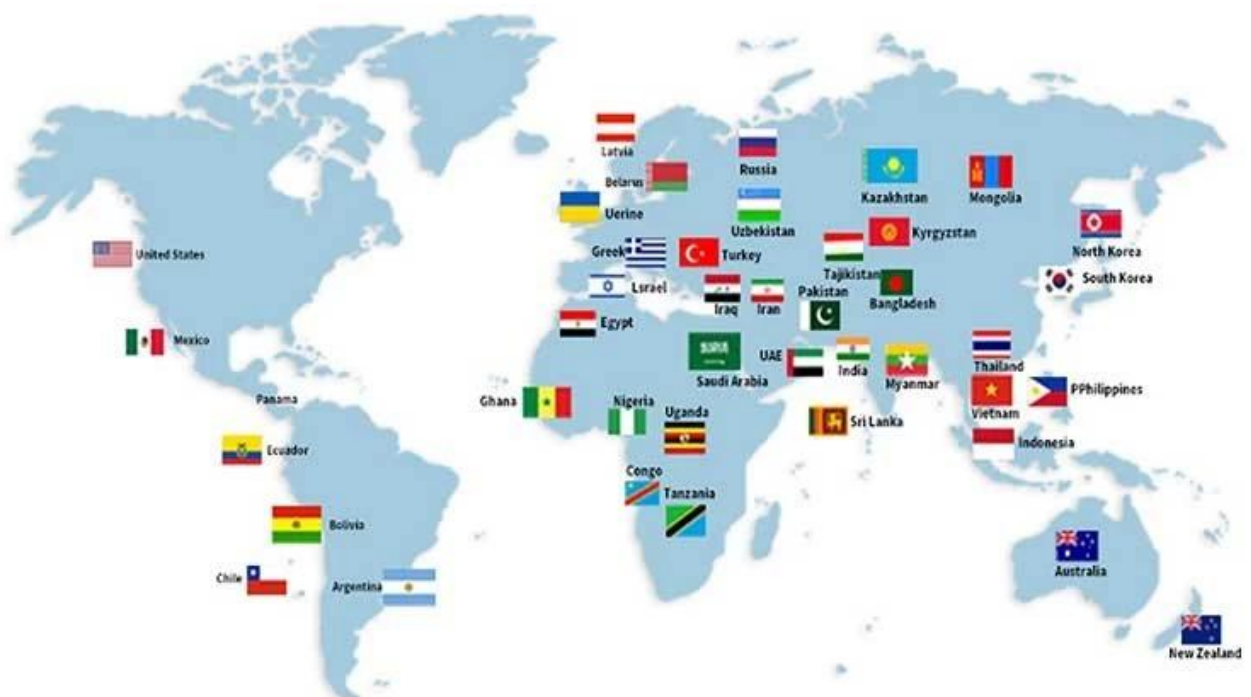 Latvia
Russia
Belarus
Kazakhstan
Mongolia
Uerine
Uzbekistan
Kyrgyzstan
North Korea
United States
Greek
Turkey
Tajikistan
South Korea
Lsrael
Iraq
Iran
Pakistan
Bangladesh
Egypt
Mexico
Saudi Arabia
UAE
India
Myanmar
Thailand
Panama
Ghana
Nigeria
Uganda
Sri Lanka
Vietnam
PPhilippines
Ecuador
Indonesia
Congo
Tanzania
Bolivia
Chile
Argentina
Australia
New Zealand